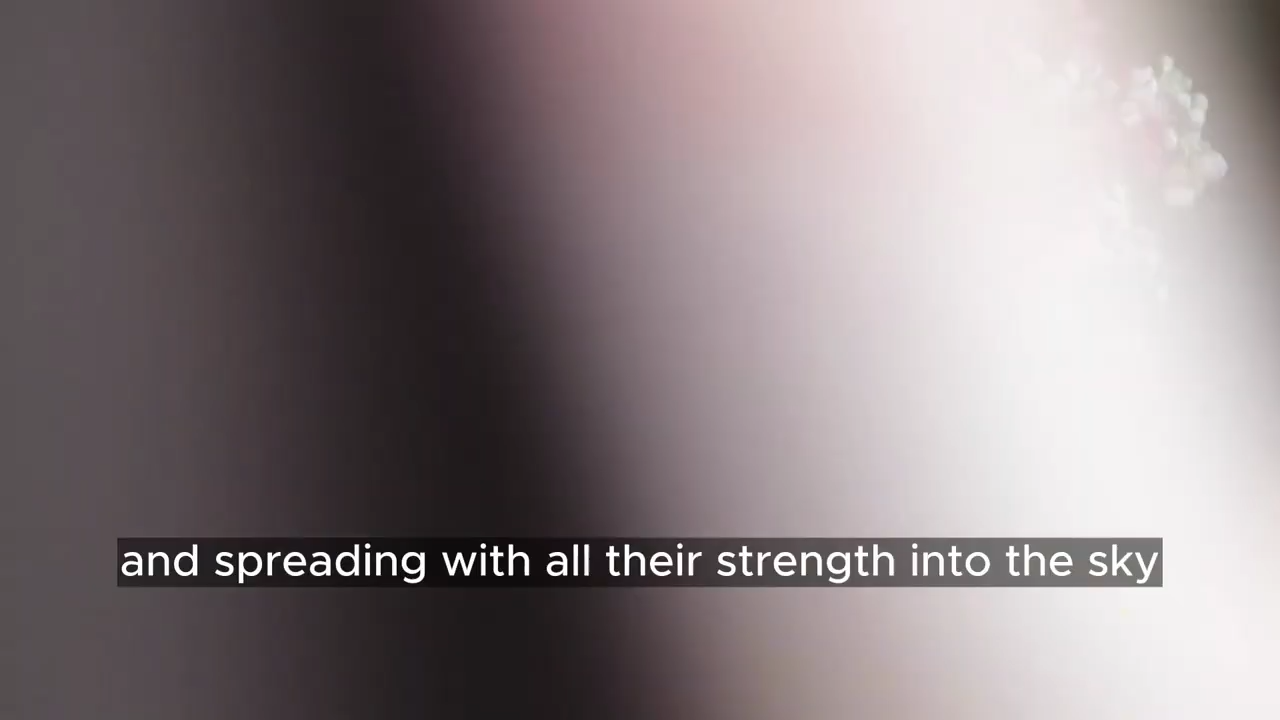 and spreading with all their strength into the sky